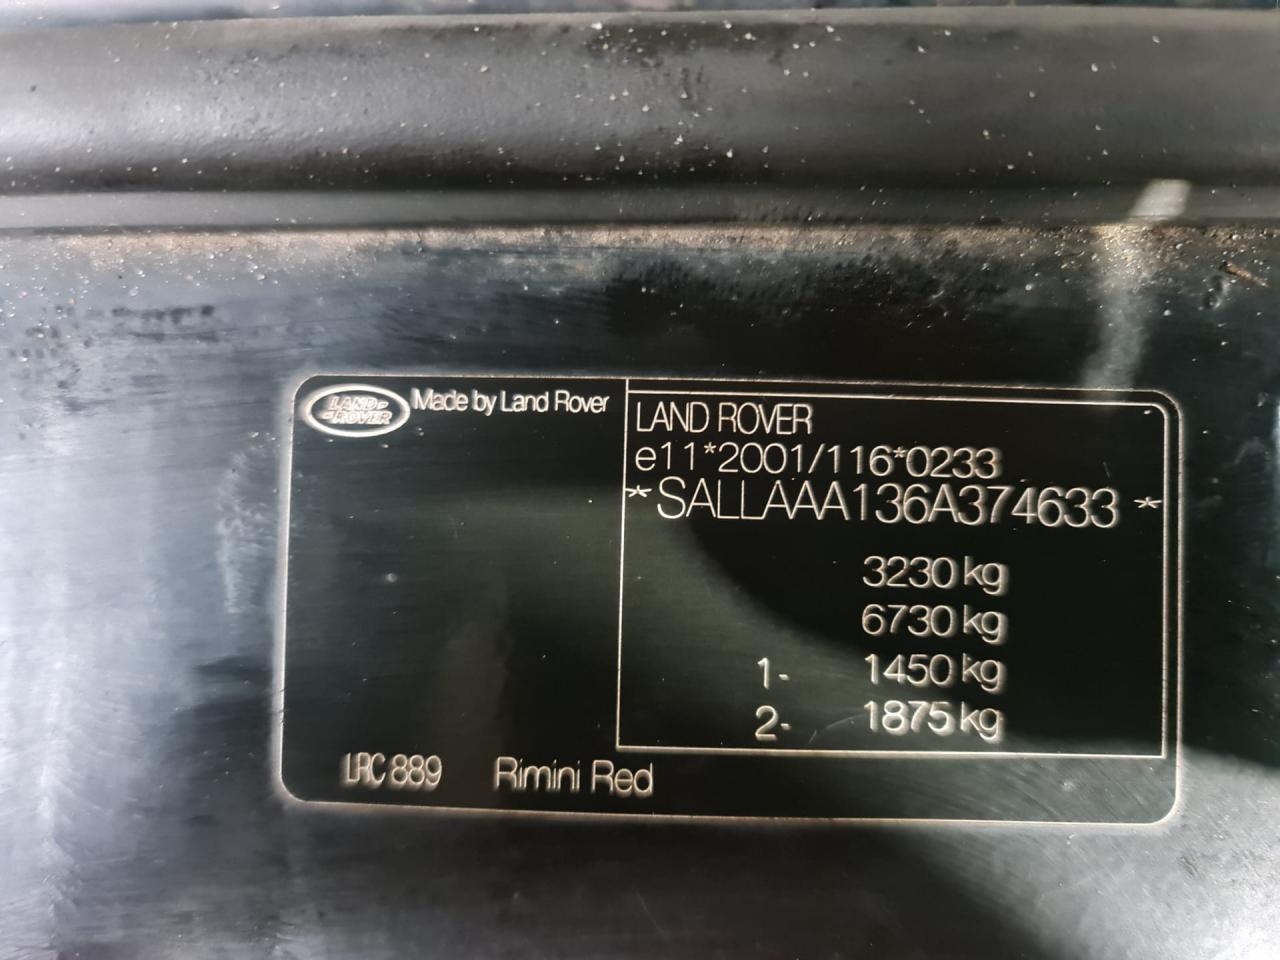 LAND-
-ROVER
Made by Land Rover
LAND ROVER
e11*2001/116*0233
*SALLAAA136A374633*
3230 kg
6730 kg
1- 1450 kg
2- 1875 kg
LRC 889 Rimini Red